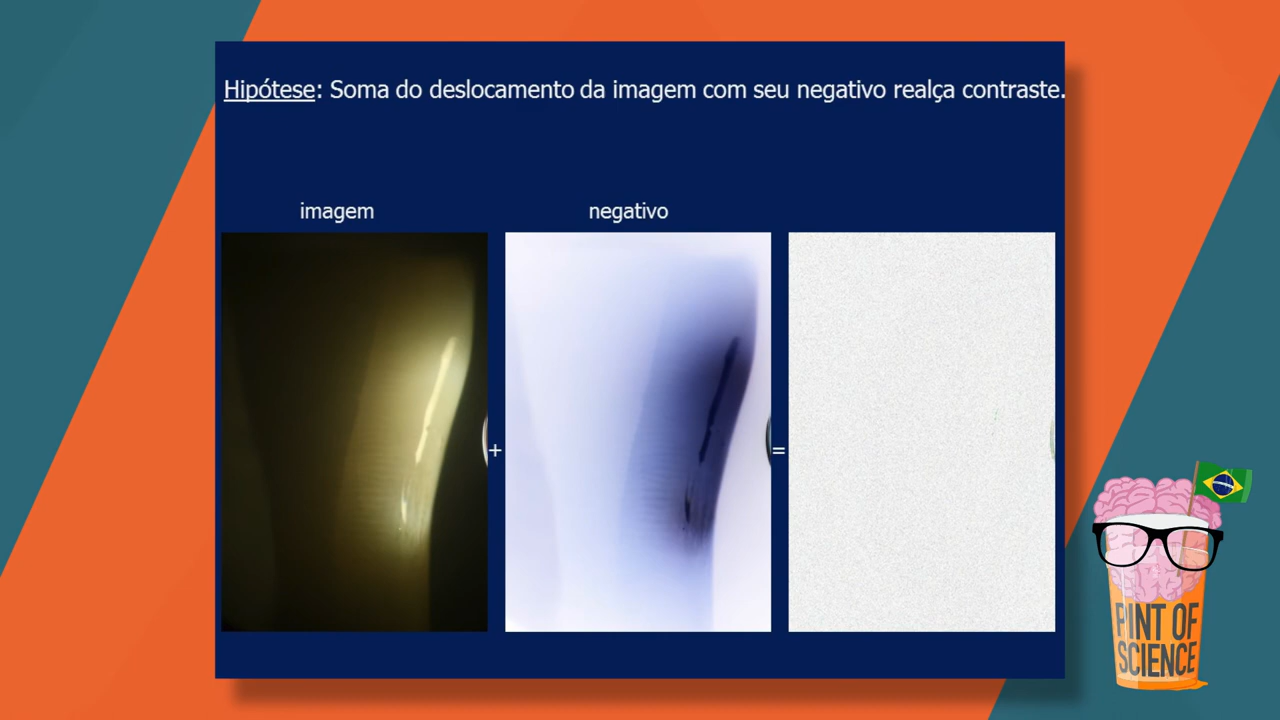 Hipótese: Soma do deslocamento da imagem com seu negativo realça contraste.
imagem
negativo
+
=
PINT OF
SCIENCE